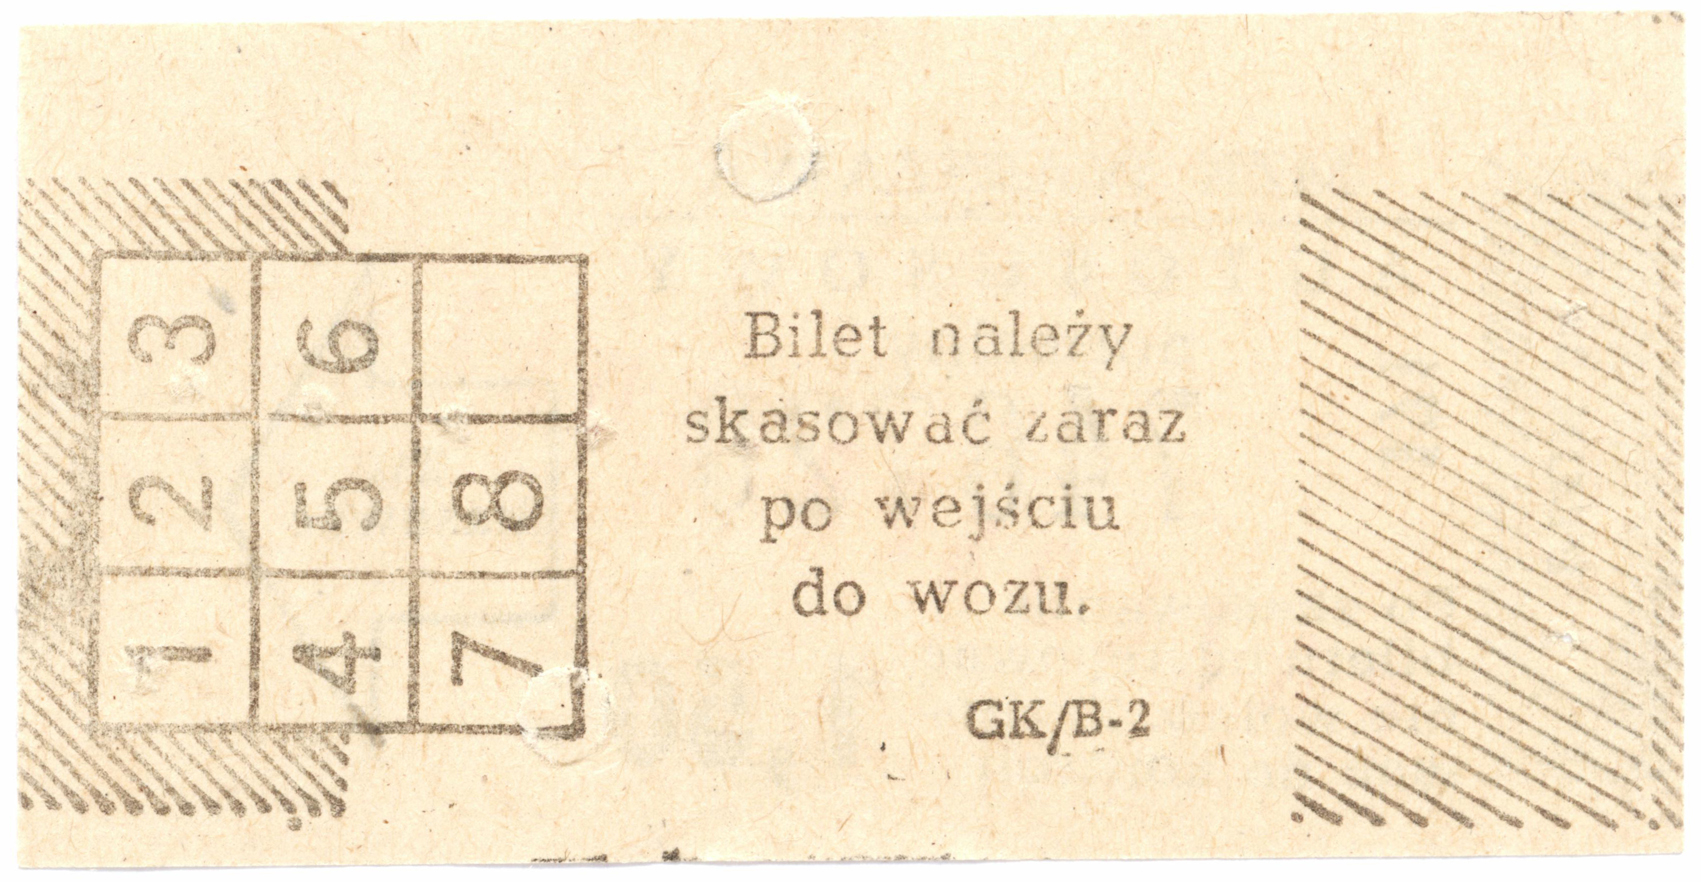 3 6
2 5 8
1 4 7
Bilet należy
skasować zaraz
po wejściu
do wozu.
GK/B-2